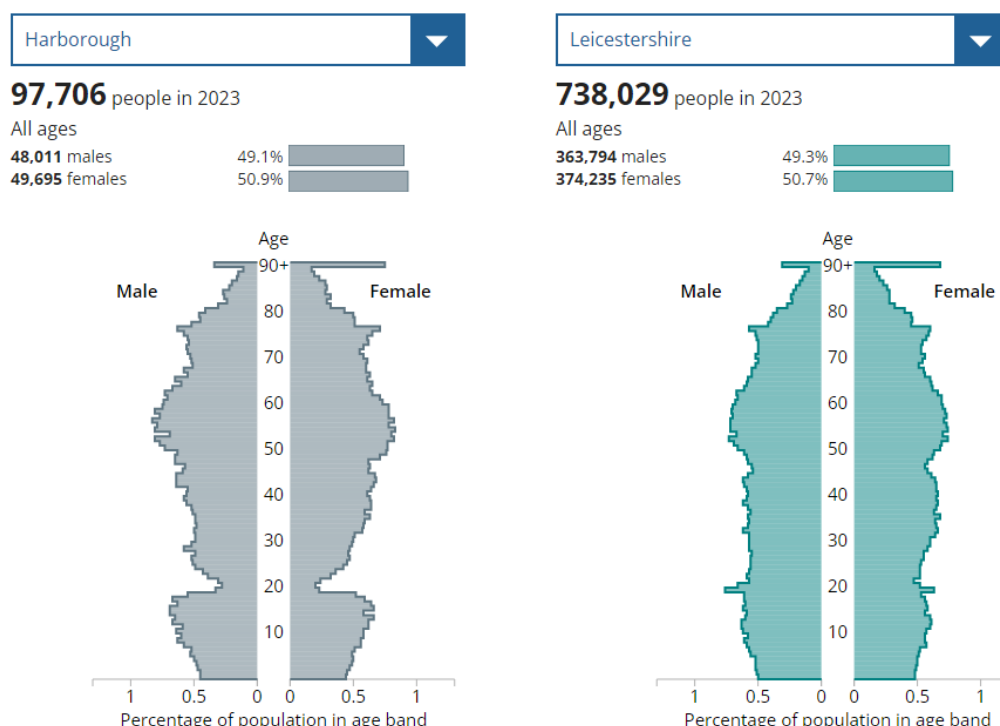 Harborough
97,706 people in 2023
All ages
48,011 males 49.1%
49,695 females 50.9%
Age
90+
Male
Female
80
70
60
50
40
30
20
10
1 0.5 0 0 0.5 1
Percentage of population in age band
Leicestershire
738,029 people in 2023
All ages
363,794 males 49.3%
374,235 females 50.7%
Age
90+
Male
Female
80
70
60
50
40
30
20
10
1 0.5 0 0 0.5 1
Percentage of population in age band